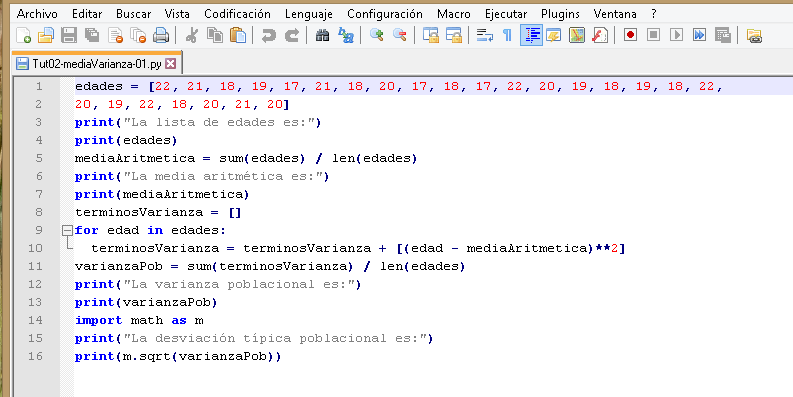 Archivo Editar Buscar Vista Codificación Lenguaje Configuración Macro Ejecutar Plugins Ventana ?
Tut02-mediaVarianza-01.py
1 edades = [22, 21, 18, 19, 17, 21, 18, 20, 17, 18, 17, 22, 20, 19, 18, 19, 18, 22,
2 20, 19, 22, 18, 20, 21, 20]
3 print("La lista de edades es:")
4 print(edades)
5 mediaAritmetica = sum(edades) / len(edades)
6 print("La media aritmética es:")
7 print(mediaAritmetica)
8 terminosVarianza = []
9 for edad in edades:
10 terminosVarianza = terminosVarianza + [(edad - mediaAritmetica)**2]
11 varianzaPob = sum(terminosVarianza) / len(edades)
12 print("La varianza poblacional es:")
13 print(varianzaPob)
14 import math as m
15 print("La desviación típica poblacional es:")
16 print(m.sqrt(varianzaPob))